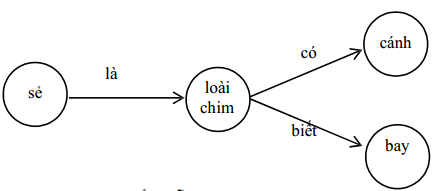 sẻ
là
loài
chim
có
cánh
biết
bay